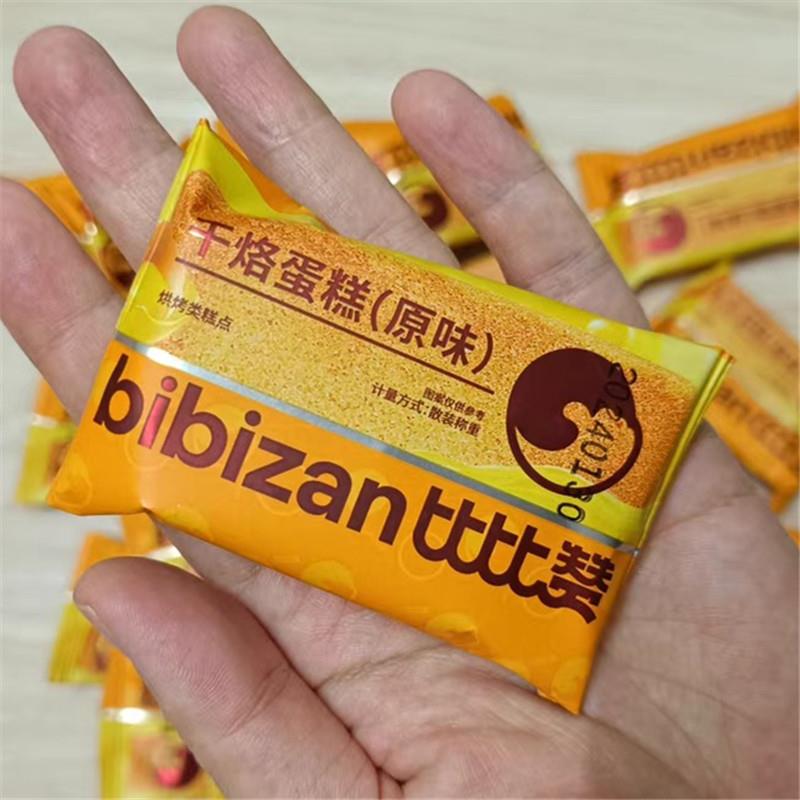 千烙蛋糕(原味)
烘烤类糕点
图案仅供参考
计量方式:散装称重
20240130
bibizan比比赞
bibizan